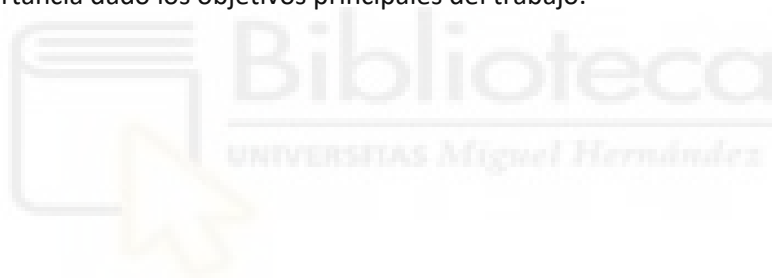 rtancia dado los objetivos principales del trabajo.
Biblioteca
UNIVERSITAS Miguel Hernández